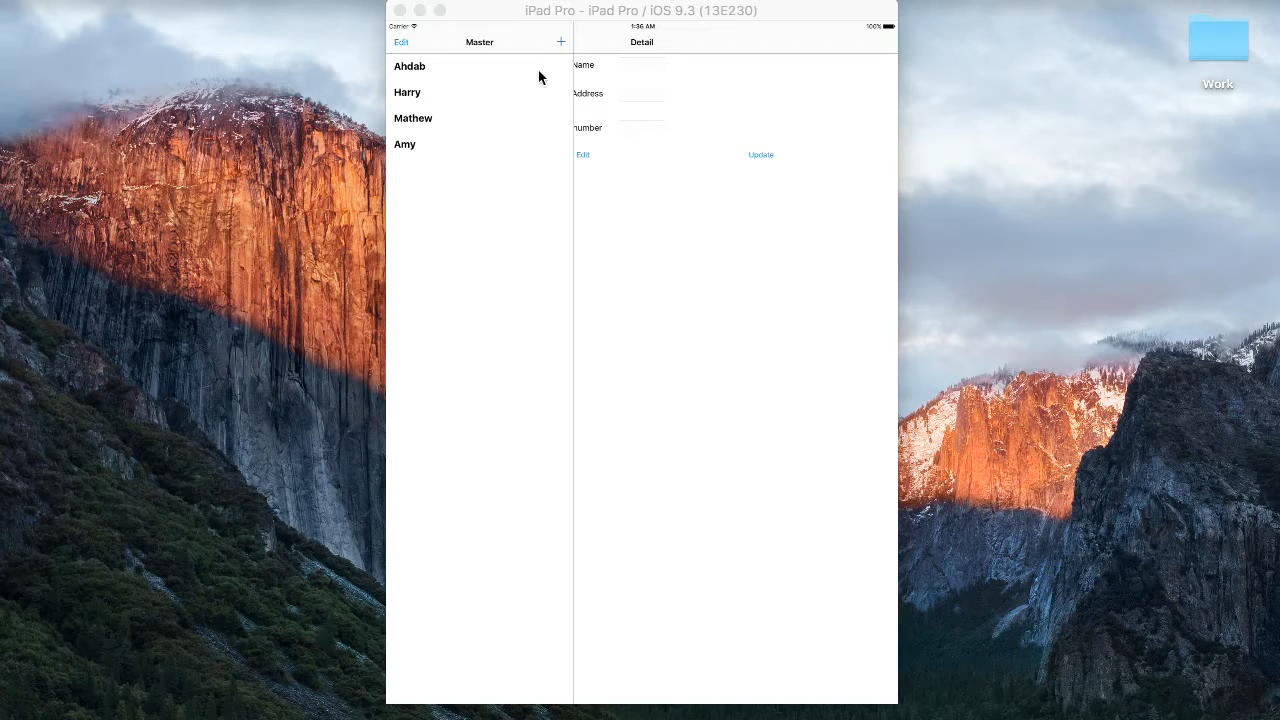 iPad Pro - iPad Pro / iOS 9.3 (13E230)
Carrier 1:36 AM 100%
Edit Master + Detail
Ahdab
Harry
Mathew
Amy
Name
Address
number
Edit Update
Work